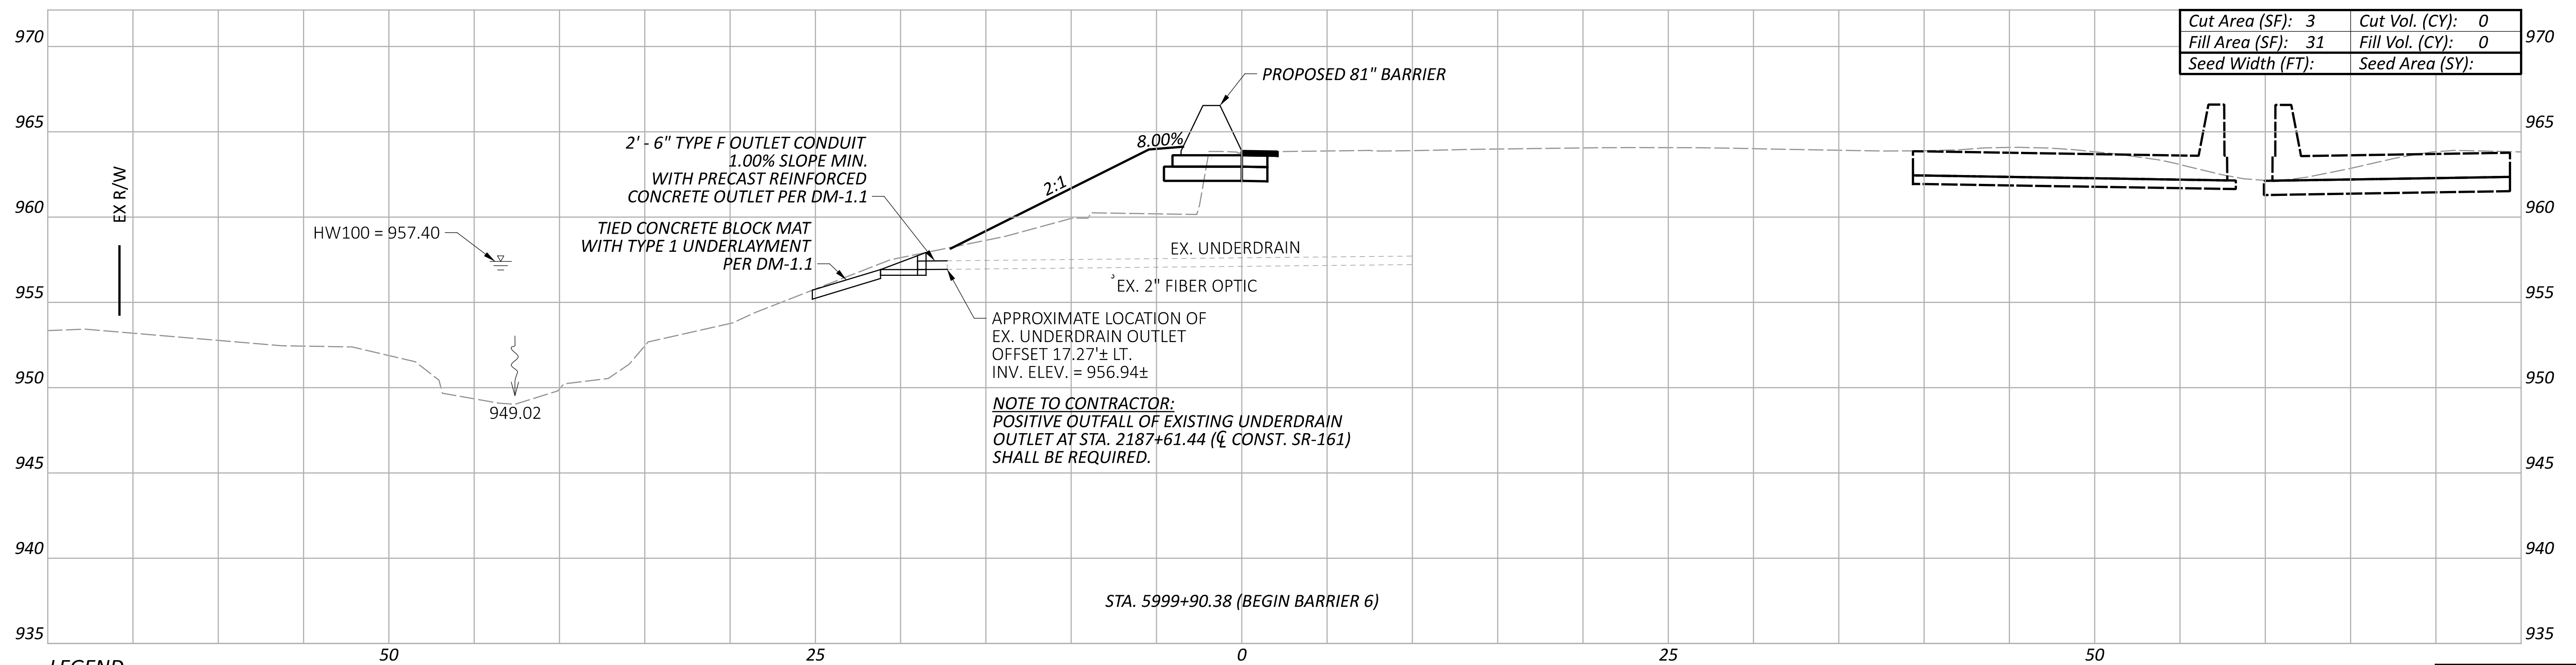 970
965
960
955
950
945
940
935
Cut Area (SF): 3 Cut Vol. (CY): 0
Fill Area (SF): 31 Fill Vol. (CY): 0
Seed Width (FT): Seed Area (SY):
970
965
960
955
950
945
940
935
EX R/W
HW100 = 957.40
949.02
2' - 6" TYPE F OUTLET CONDUIT
1.00% SLOPE MIN.
WITH PRECAST REINFORCED
CONCRETE OUTLET PER DM-1.1
TIED CONCRETE BLOCK MAT
WITH TYPE 1 UNDERLAYMENT
PER DM-1.1
2:1
8.00%
PROPOSED 81" BARRIER
EX. UNDERDRAIN
EX. 2" FIBER OPTIC
APPROXIMATE LOCATION OF
EX. UNDERDRAIN OUTLET
OFFSET 17.27'± LT.
INV. ELEV. = 956.94±
NOTE TO CONTRACTOR:
POSITIVE OUTFALL OF EXISTING UNDERDRAIN
OUTLET AT STA. 2187+61.44 (℄ CONST. SR-161)
SHALL BE REQUIRED.
STA. 5999+90.38 (BEGIN BARRIER 6)
50 25 0 25 50
LEGEND